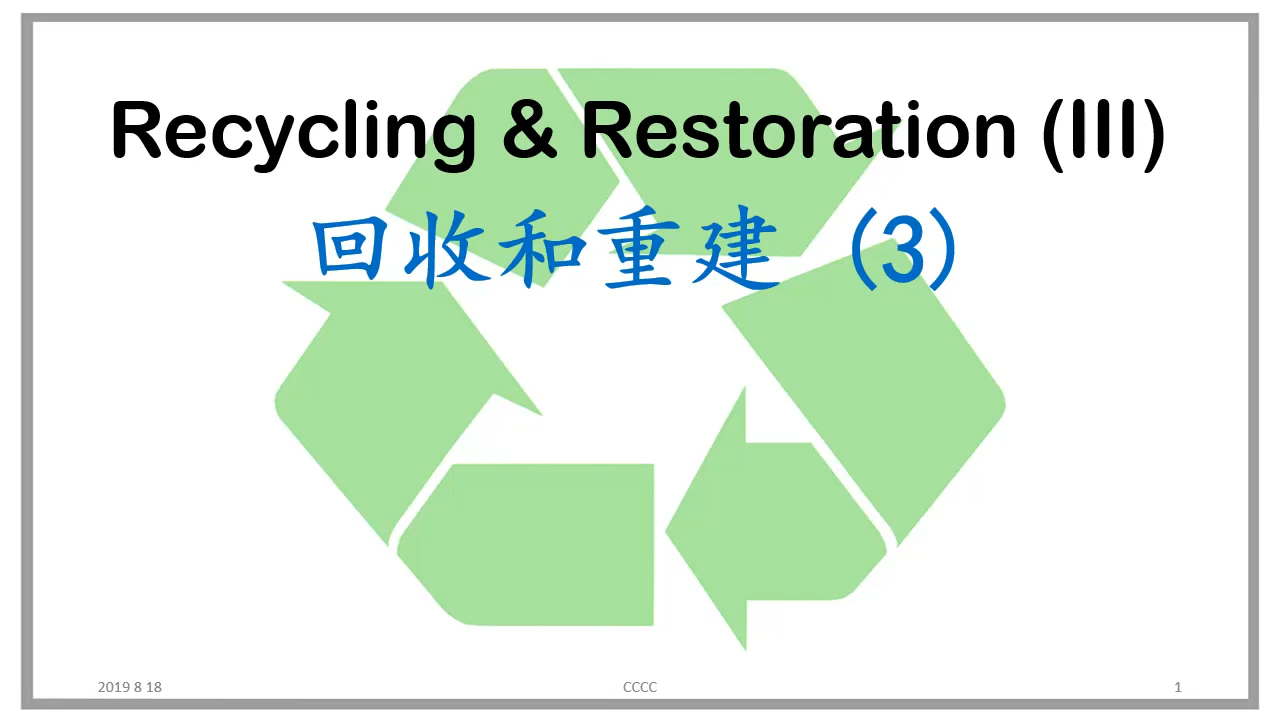 Recycling & Restoration (III)
回收和重建 (3)
2019 8 18
CCCC
1